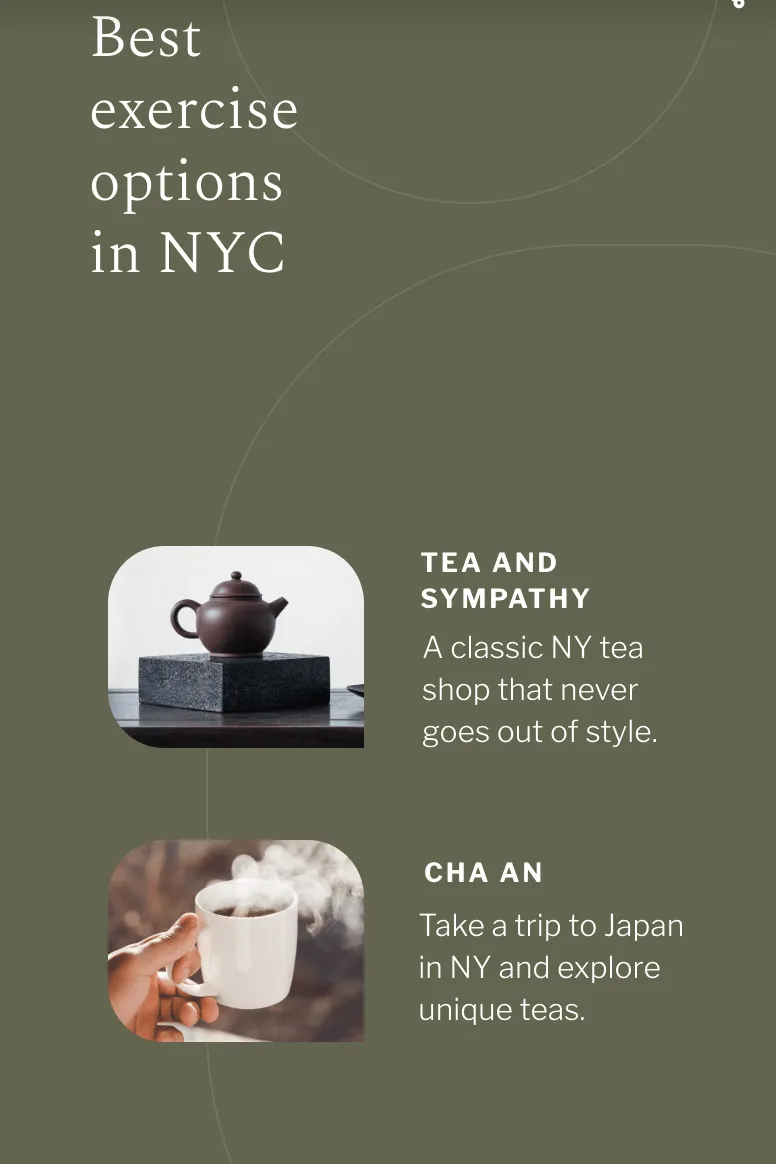 Best
exercise
options
in NYC
TEA AND
SYMPATHY
A classic NY tea
shop that never
goes out of style.
CHA AN
Take a trip to Japan
in NY and explore
unique teas.